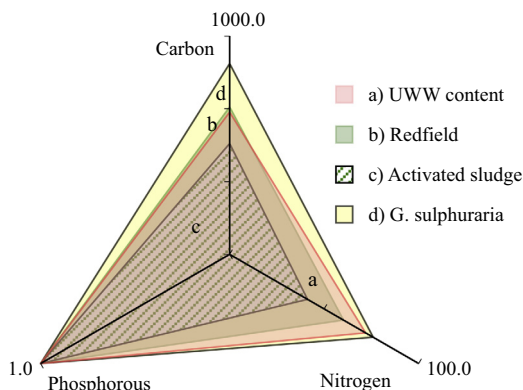 1000.0
Carbon
d
b
a) UWW content
b) Redfield
c) Activated sludge
d) G. sulphuraria
c
a
1.0
Phosphorous
Nitrogen
100.0